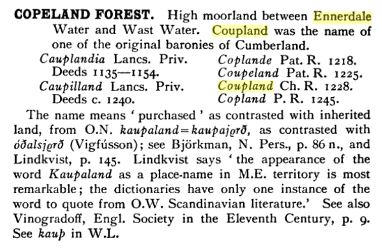 COPELAND FOREST. High moorland between Ennerdale
Water and Wast Water. Coupland was the name of
one of the original baronies of Cumberland.
Cauplandia Lancs. Priv. Coplande Pat. R. 1218.
Deeds 1135—1154. Coupeland Pat. R. 1225.
Caupilland Lancs. Priv. Coupland Ch. R. 1228.
Deeds c. 1240. Copland P. R. 1245.
The name means ‘ purchased ’ as contrasted with inherited
land, from O.N. kaupaland=kaupajǫrð, as contrasted with
óðalsjǫrð (Vigfússon); see Björkman, N. Pers., p. 86 n., and
Lindkvist, p. 145. Lindkvist says ‘ the appearance of the
word Kaupaland as a place-name in M.E. territory is most
remarkable; the dictionaries have only one instance of the
word to quote from O.W. Scandinavian literature.’ See also
Vinogradoff, Engl. Society in the Eleventh Century, p. 9.
See kaup in W.L.